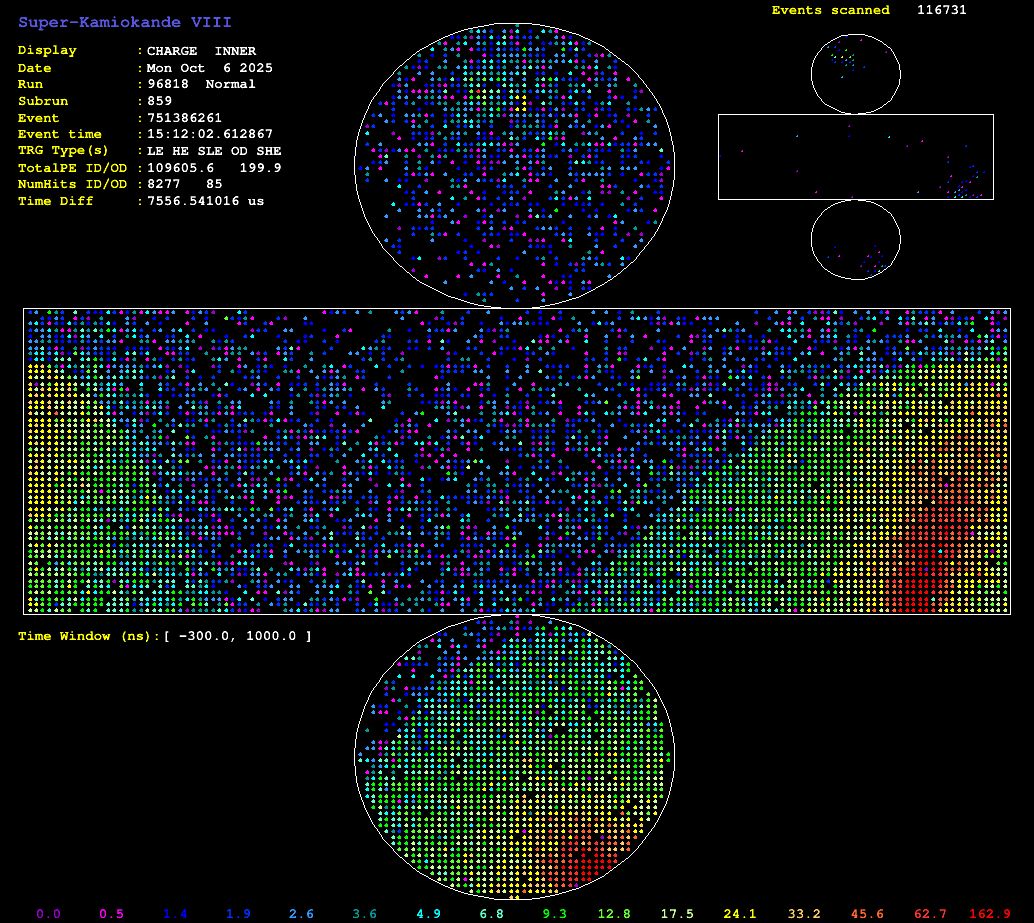 Super-Kamiokande VIII
Events scanned 116731
Display : CHARGE INNER
Date : Mon Oct 6 2025
Run : 96818 Normal
Subrun : 859
Event : 751386261
Event time : 15:12:02.612867
TRG Type(s) : LE HE SLE OD SHE
TotalPE ID/OD : 109605.6 199.9
NumHits ID/OD : 8277 85
Time Diff : 7556.541016 us
Time Window (ns):[ -300.0, 1000.0 ]
0.0 0.5 1.4 1.9 2.6 3.6 4.9 6.8 9.3 12.8 17.5 24.1 33.2 45.6 62.7 162.9